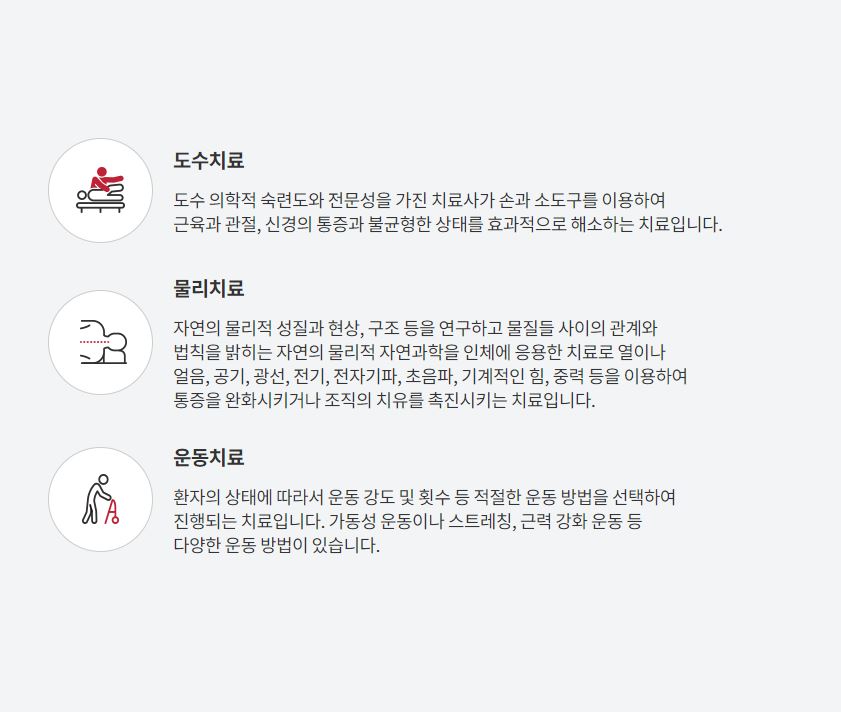 도수치료
도수 의학적 숙련도와 전문성을 가진 치료사가 손과 소도구를 이용하여
근육과 관절, 신경의 통증과 불균형한 상태를 효과적으로 해소하는 치료입니다.
물리치료
자연의 물리적 성질과 현상, 구조 등을 연구하고 물질들 사이의 관계와
법칙을 밝히는 자연의 물리적 자연과학을 인체에 응용한 치료로 열이나
얼음, 공기, 광선, 전기, 전자기파, 초음파, 기계적인 힘, 중력 등을 이용하여
통증을 완화시키거나 조직의 치유를 촉진시키는 치료입니다.
운동치료
환자의 상태에 따라서 운동 강도 및 횟수 등 적절한 운동 방법을 선택하여
진행되는 치료입니다. 가동성 운동이나 스트레칭, 근력 강화 운동 등
다양한 운동 방법이 있습니다.